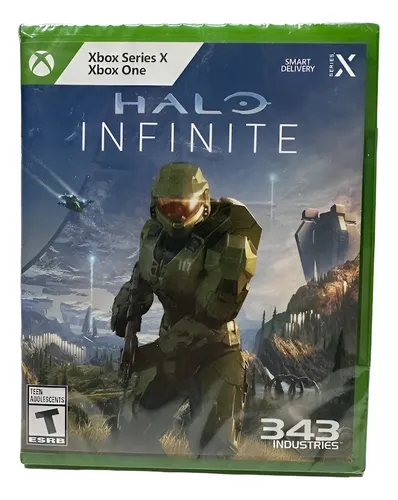 Xbox Series X
Xbox One
SMART
DELIVERY
SERIES
X
HALO
INFINITE
TEEN
ADOLESCENTS
T
ESRB
343
INDUSTRIES